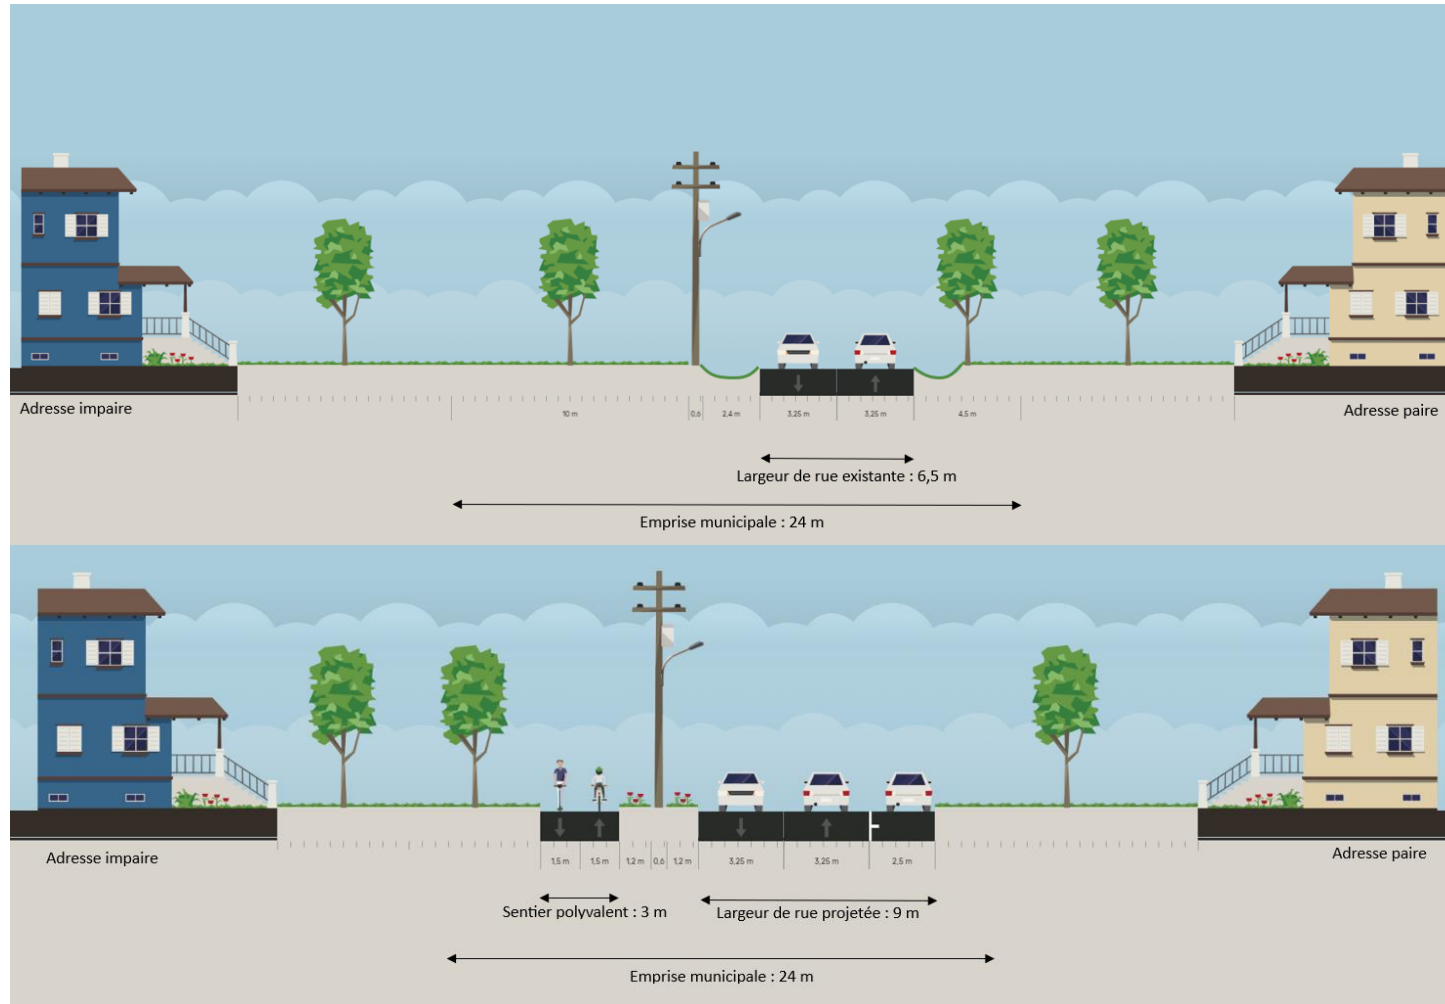 Adresse impaire
Adresse paire
10 m 0,6 2,4 m 3,25 m 3,25 m 4,5 m
Largeur de rue existante : 6,5 m
Emprise municipale : 24 m
Adresse impaire
Adresse paire
1,5 m 1,5 m 1,2 m 0,6 1,2 m 3,25 m 3,25 m 2,5 m
Sentier polyvalent : 3 m
Largeur de rue projetée : 9 m
Emprise municipale : 24 m